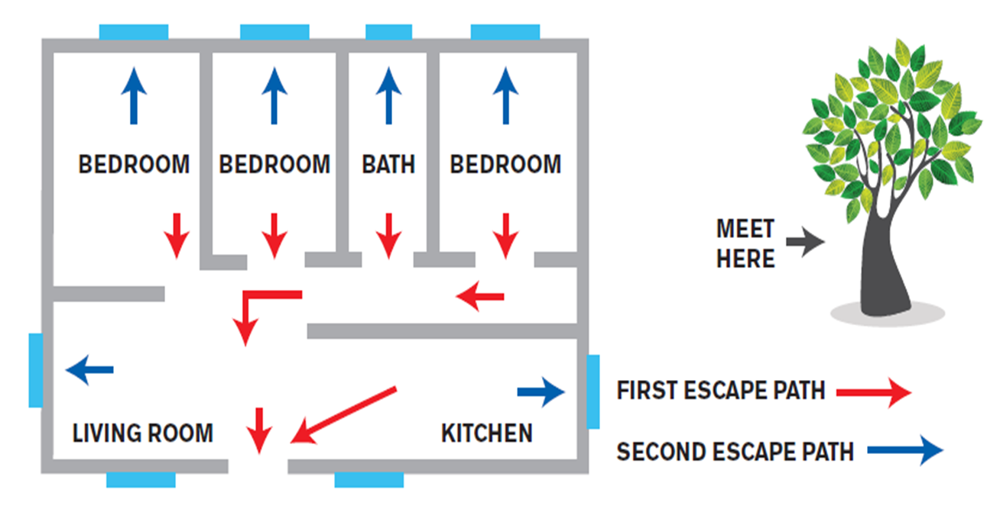 BEDROOM
BEDROOM
BATH
BEDROOM
MEET
HERE
LIVING ROOM
KITCHEN
FIRST ESCAPE PATH
SECOND ESCAPE PATH